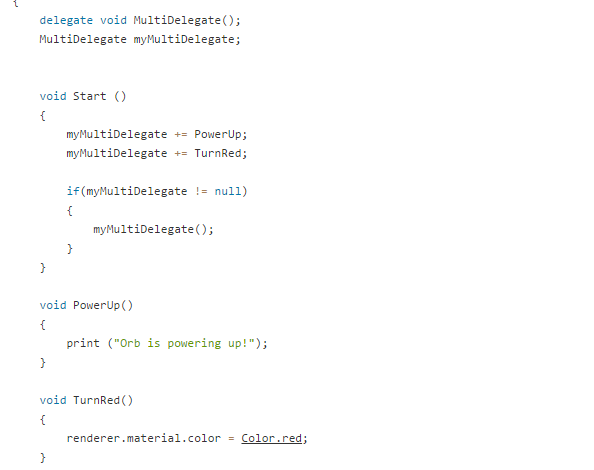 {
    delegate void MultiDelegate();
    MultiDelegate myMultiDelegate;
    void Start ()
    {
        myMultiDelegate += PowerUp;
        myMultiDelegate += TurnRed;
        if(myMultiDelegate != null)
        {
            myMultiDelegate();
        }
    }
    void PowerUp()
    {
        print ("Orb is powering up!");
    }
    void TurnRed()
    {
        renderer.material.color = Color.red;
    }